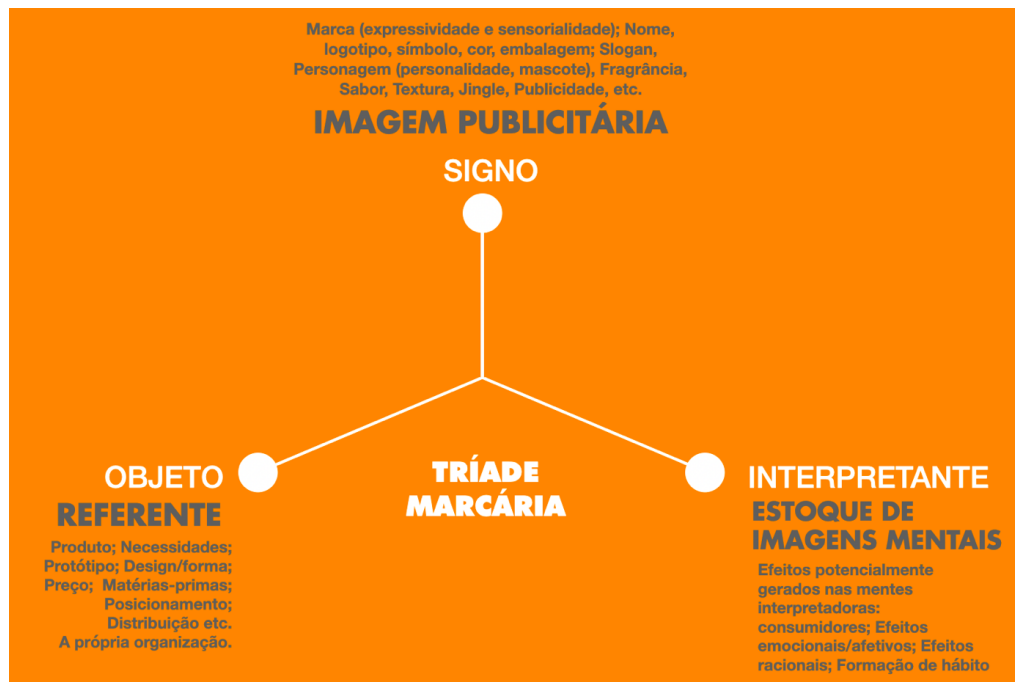 Marca (expressividade e sensorialidade); Nome,
logotipo, símbolo, cor, embalagem; Slogan,
Personagem (personalidade, mascote), Fragrância,
Sabor, Textura, Jingle, Publicidade, etc.
IMAGEM PUBLICITÁRIA
SIGNO
OBJETO
REFERENTE
Produto; Necessidades;
Protótipo; Design/forma;
Preço; Matérias-primas;
Posicionamento;
Distribuição etc.
A própria organização.
TRÍADE
MARCÁRIA
INTERPRETANTE
ESTOQUE DE
IMAGENS MENTAIS
Efeitos potencialmente
gerados nas mentes
interpretadoras:
consumidores; Efeitos
emocionais/afetivos; Efeitos
racionais; Formação de hábito